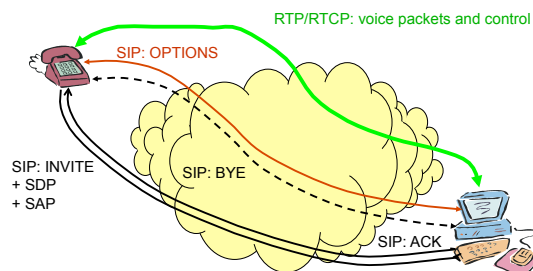 RTP/RTCP: voice packets and control
SIP: OPTIONS
SIP: INVITE
+ SDP
+ SAP
SIP: BYE
SIP: ACK